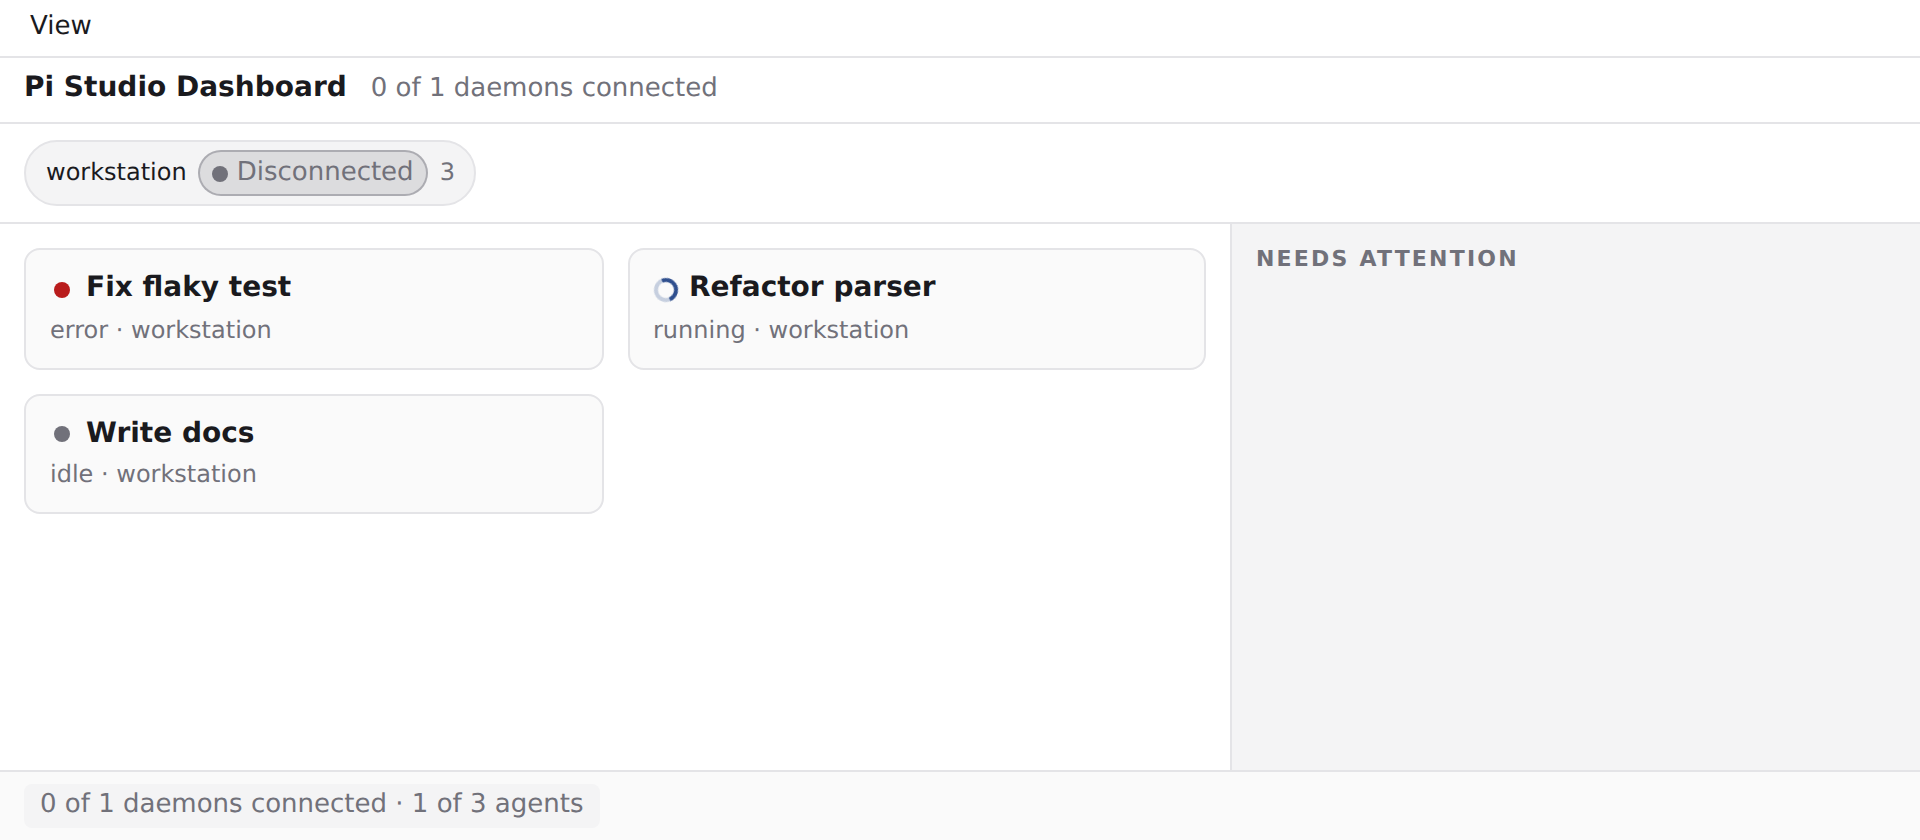 View
Pi Studio Dashboard 0 of 1 daemons connected
workstation Disconnected 3
Fix flaky test
error · workstation
Refactor parser
running · workstation
Write docs
idle · workstation
NEEDS ATTENTION
0 of 1 daemons connected · 1 of 3 agents